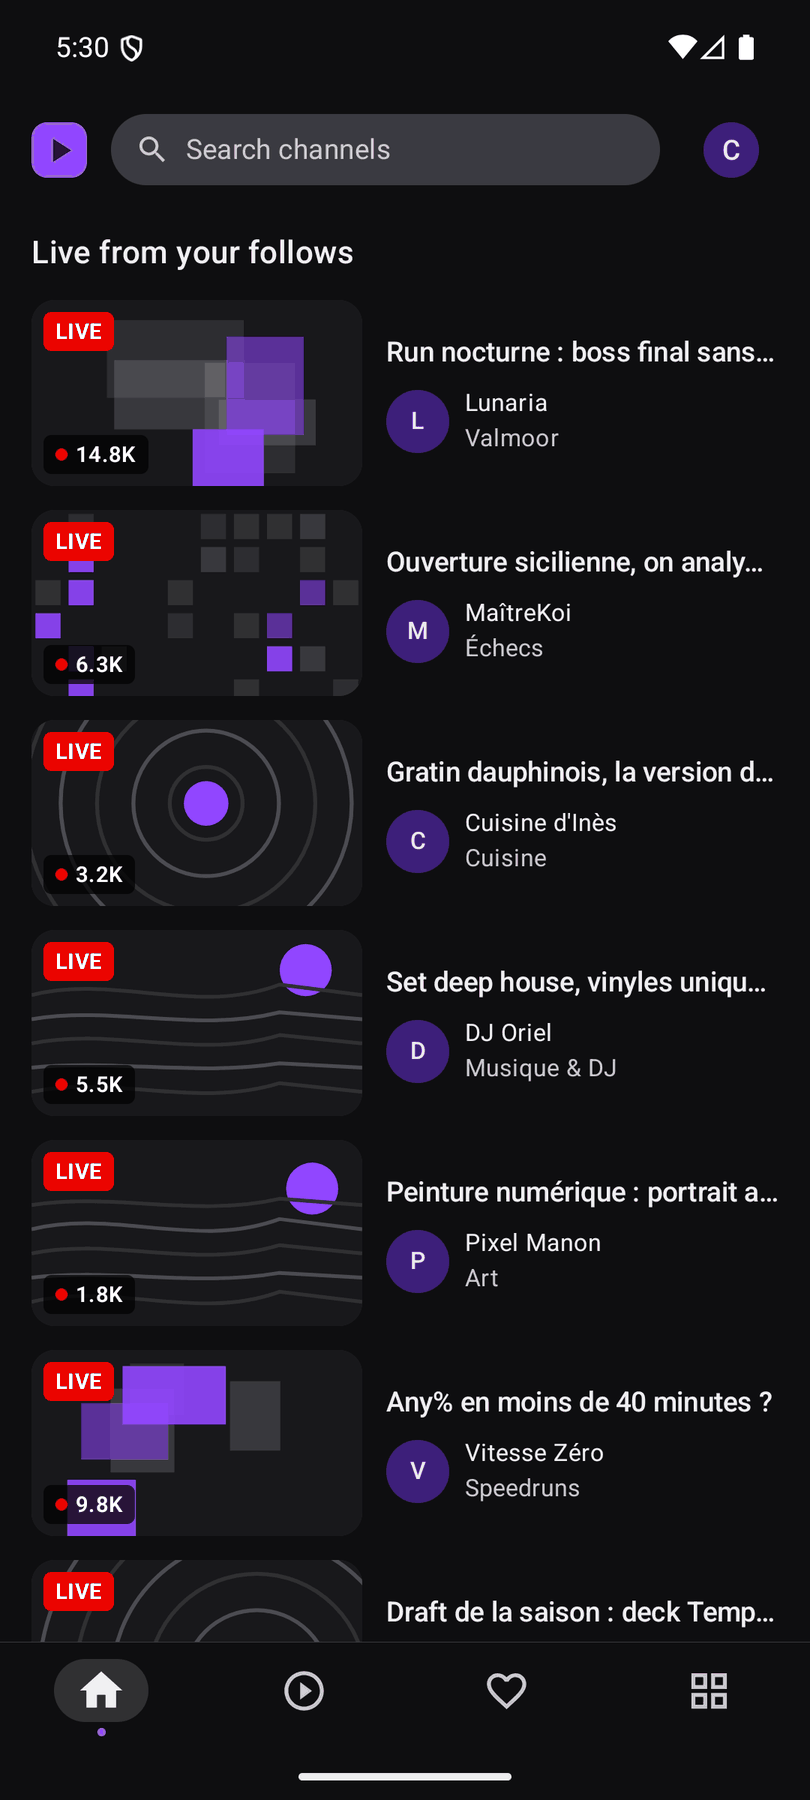 5:30
Search channels
C
Live from your follows
LIVE
14.8K
Run nocturne : boss final sans…
L
Lunaria
Valmoor
LIVE
6.3K
Ouverture sicilienne, on analy…
M
MaîtreKoi
Échecs
LIVE
3.2K
Gratin dauphinois, la version d…
C
Cuisine d'Inès
Cuisine
LIVE
5.5K
Set deep house, vinyles uniqu…
D
DJ Oriel
Musique & DJ
LIVE
1.8K
Peinture numérique : portrait a…
P
Pixel Manon
Art
LIVE
9.8K
Any% en moins de 40 minutes ?
V
Vitesse Zéro
Speedruns
LIVE
Draft de la saison : deck Temp…